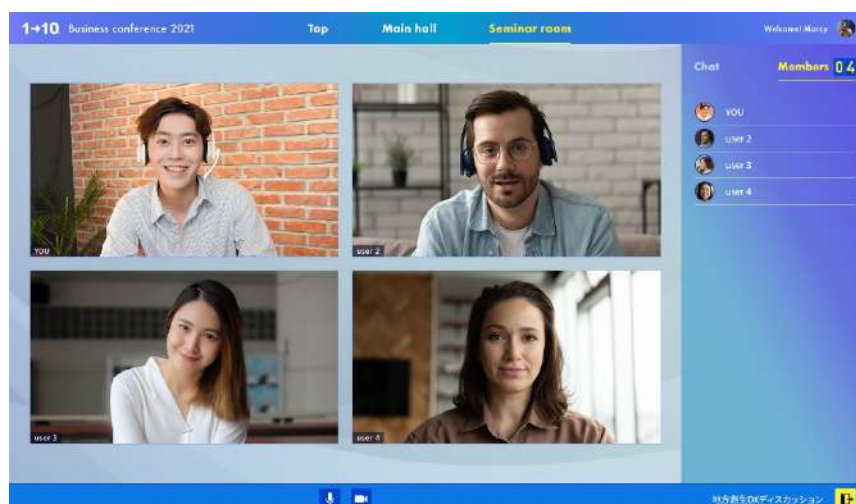 1→10 Business conference 2021
Top
Main hall
Seminar room
Welcome! Marcy
Chat
Members 04
YOU
user 2
user 3
user 4
YOU
user 2
user 3
user 4
地方創生DXディスカッション